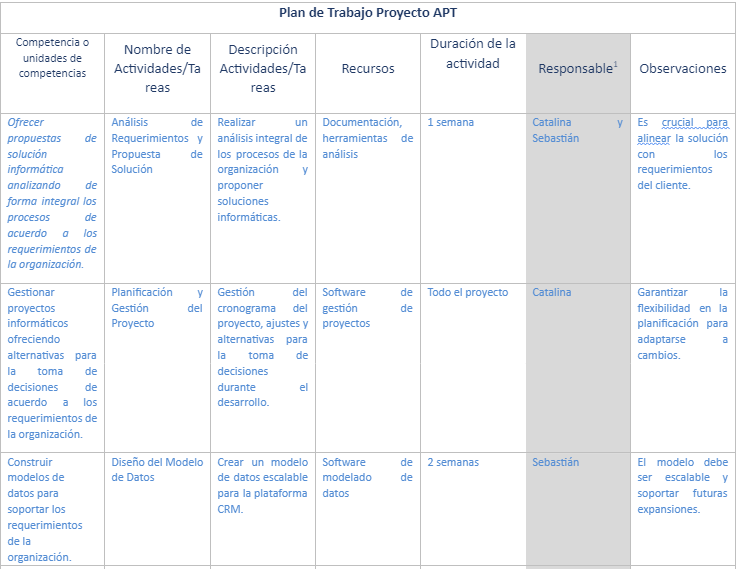 Plan de Trabajo Proyecto APT
Competencia o
unidades de
competencias
Nombre de
Actividades/Ta
reas
Descripción
Actividades/Ta
reas
Recursos
Duración de la
actividad
Responsable1
Observaciones
Ofrecer
propuestas de
solución
informática
analizando de
forma integral los
procesos de
acuerdo a los
requerimientos de
la organización.
Análisis de
Requerimientos y
Propuesta de
Solución
Realizar un
análisis integral de
los procesos de la
organización y
proponer
soluciones
informáticas.
Documentación,
herramientas de
análisis
1 semana
Catalina y
Sebastián
Es crucial para
alinear la solución
con los
requerimientos
del cliente.
Gestionar
proyectos
informáticos
ofreciendo
alternativas para
la toma de
decisiones de
acuerdo a los
requerimientos de
la organización.
Planificación y
Gestión del
Proyecto
Gestión del
cronograma del
proyecto, ajustes y
alternativas para
la toma de
decisiones
durante el
desarrollo.
Software de
gestión de
proyectos
Todo el proyecto
Catalina
Garantizar la
flexibilidad en la
planificación para
adaptarse a
cambios.
Construir
modelos de
datos para
soportar los
requerimientos
de la
organización.
Diseño del Modelo
de Datos
Crear un modelo
de datos escalable
para la plataforma
CRM.
Software de
modelado de
datos
2 semanas
Sebastián
El modelo debe
ser escalable y
soportar futuras
expansiones.